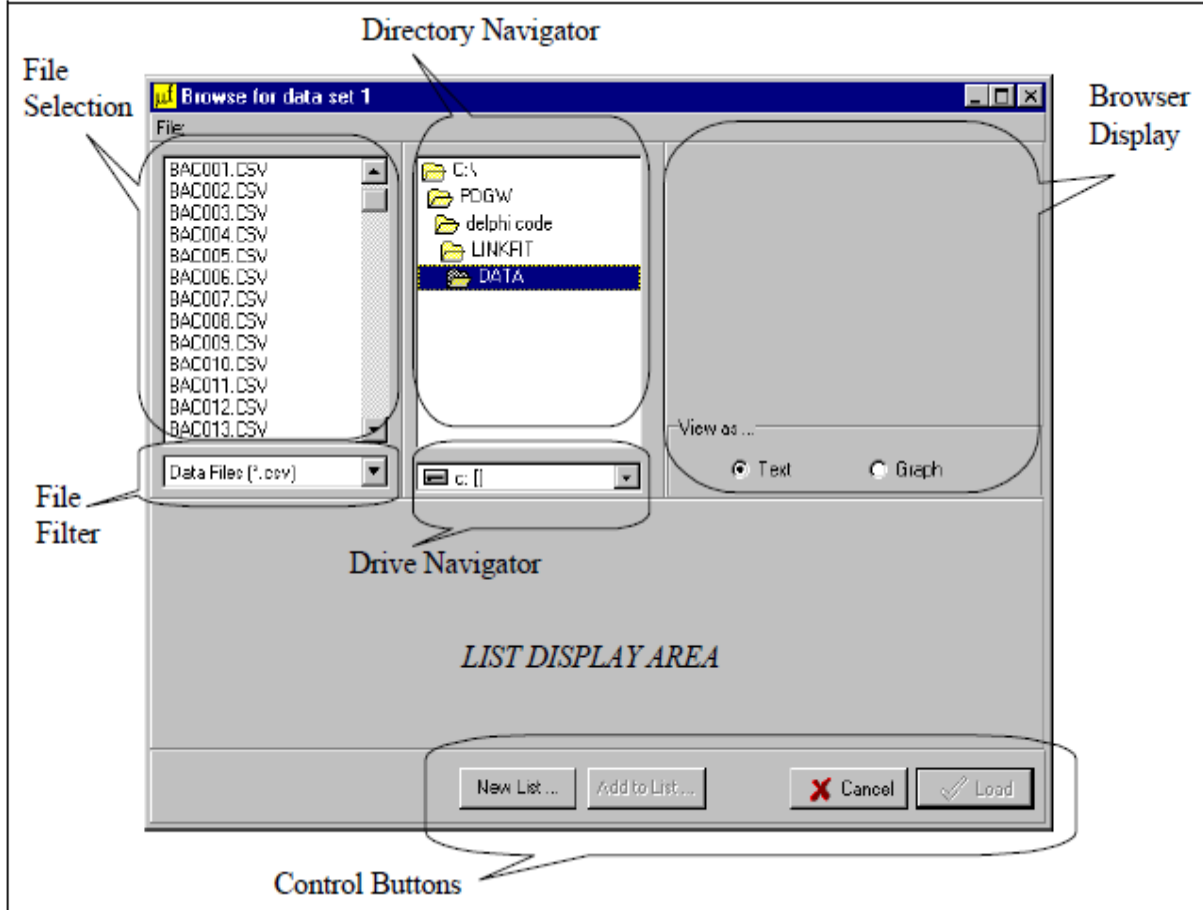 Directory Navigator
File
Selection
Browser
Display
µf Browse for data set 1
File:
BAC001.CSV
BAC002.CSV
BAC003.CSV
BAC004.CSV
BAC005.CSV
BAC006.CSV
BAC007.CSV
BAC008.CSV
BAC009.CSV
BAC010.CSV
BAC011.CSV
BAC012.CSV
BAC013.CSV
C:\
PDGW
delphi code
LINKFIT
DATA
View as ...
Text Graph
Data Files (*.csv)
c: []
File
Filter
Drive Navigator
LIST DISPLAY AREA
New List ... Add to List ... Cancel Load
Control Buttons